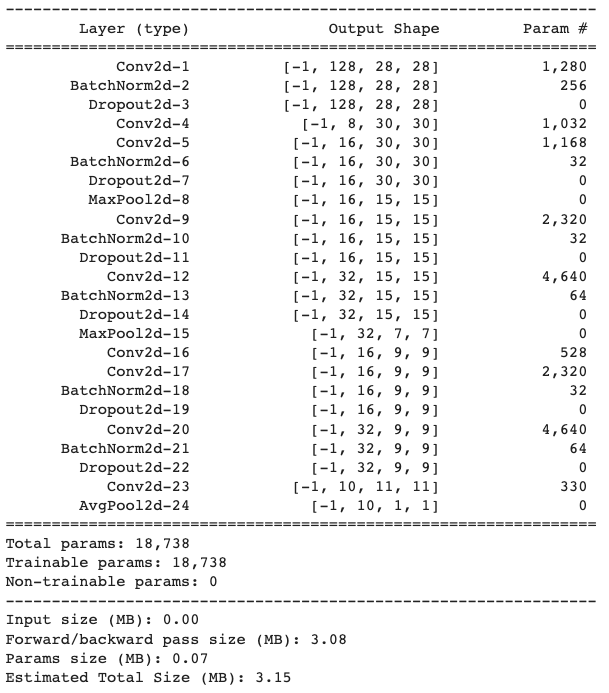 ----------------------------------------------------------------
Layer (type) Output Shape Param #
================================================================
Conv2d-1 [-1, 128, 28, 28] 1,280
BatchNorm2d-2 [-1, 128, 28, 28] 256
Dropout2d-3 [-1, 128, 28, 28] 0
Conv2d-4 [-1, 8, 30, 30] 1,032
Conv2d-5 [-1, 16, 30, 30] 1,168
BatchNorm2d-6 [-1, 16, 30, 30] 32
Dropout2d-7 [-1, 16, 30, 30] 0
MaxPool2d-8 [-1, 16, 15, 15] 0
Conv2d-9 [-1, 16, 15, 15] 2,320
BatchNorm2d-10 [-1, 16, 15, 15] 32
Dropout2d-11 [-1, 16, 15, 15] 0
Conv2d-12 [-1, 32, 15, 15] 4,640
BatchNorm2d-13 [-1, 32, 15, 15] 64
Dropout2d-14 [-1, 32, 15, 15] 0
MaxPool2d-15 [-1, 32, 7, 7] 0
Conv2d-16 [-1, 16, 9, 9] 528
Conv2d-17 [-1, 16, 9, 9] 2,320
BatchNorm2d-18 [-1, 16, 9, 9] 32
Dropout2d-19 [-1, 16, 9, 9] 0
Conv2d-20 [-1, 32, 9, 9] 4,640
BatchNorm2d-21 [-1, 32, 9, 9] 64
Dropout2d-22 [-1, 32, 9, 9] 0
Conv2d-23 [-1, 10, 11, 11] 330
AvgPool2d-24 [-1, 10, 1, 1] 0
================================================================
Total params: 18,738
Trainable params: 18,738
Non-trainable params: 0
----------------------------------------------------------------
Input size (MB): 0.00
Forward/backward pass size (MB): 3.08
Params size (MB): 0.07
Estimated Total Size (MB): 3.15